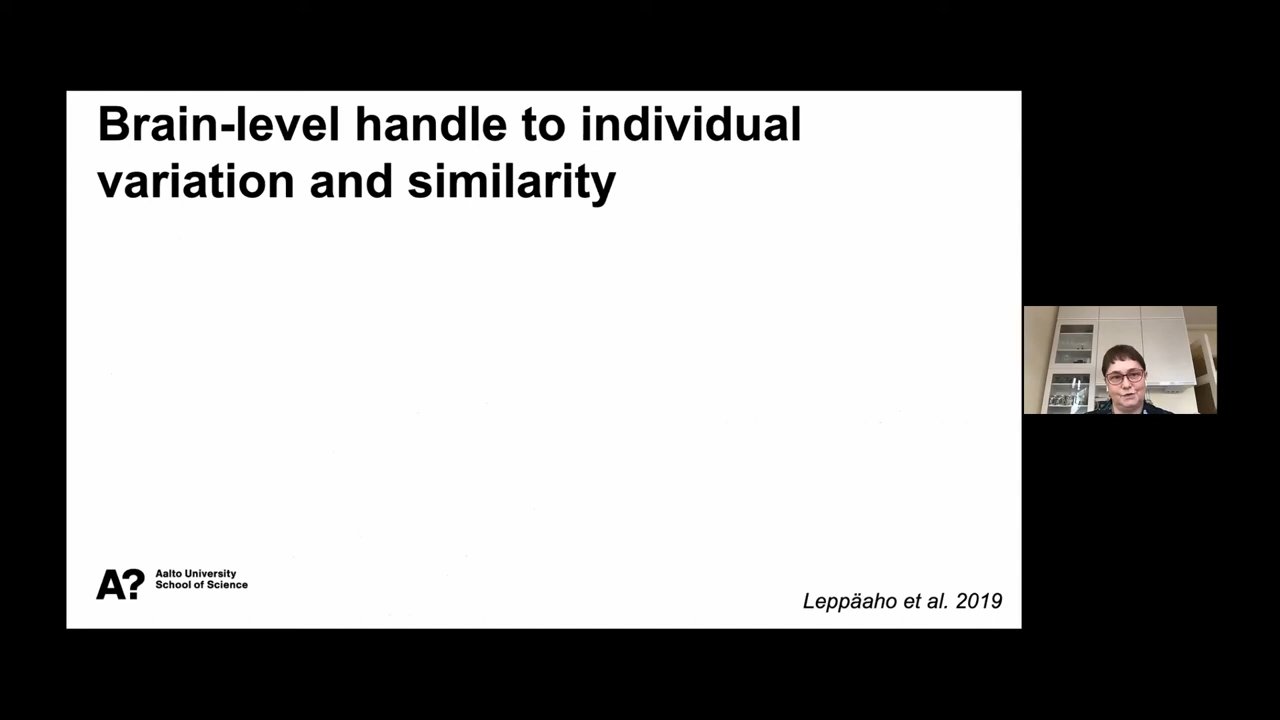 Brain-level handle to individual
variation and similarity
A?
Aalto University
School of Science
Leppäaho et al. 2019